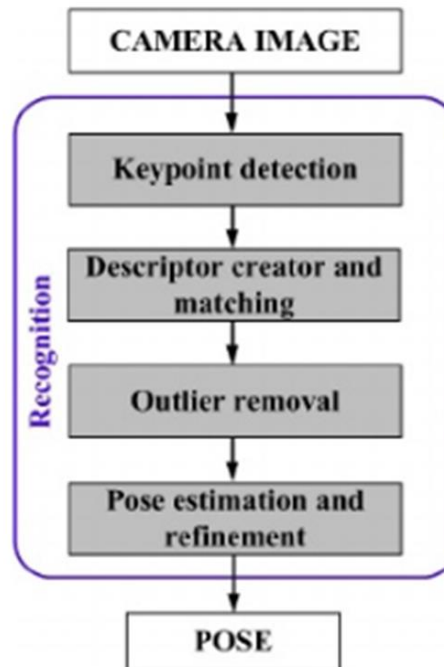 CAMERA IMAGE
Keypoint detection
Descriptor creator and
matching
Outlier removal
Pose estimation and
refinement
Recognition
POSE